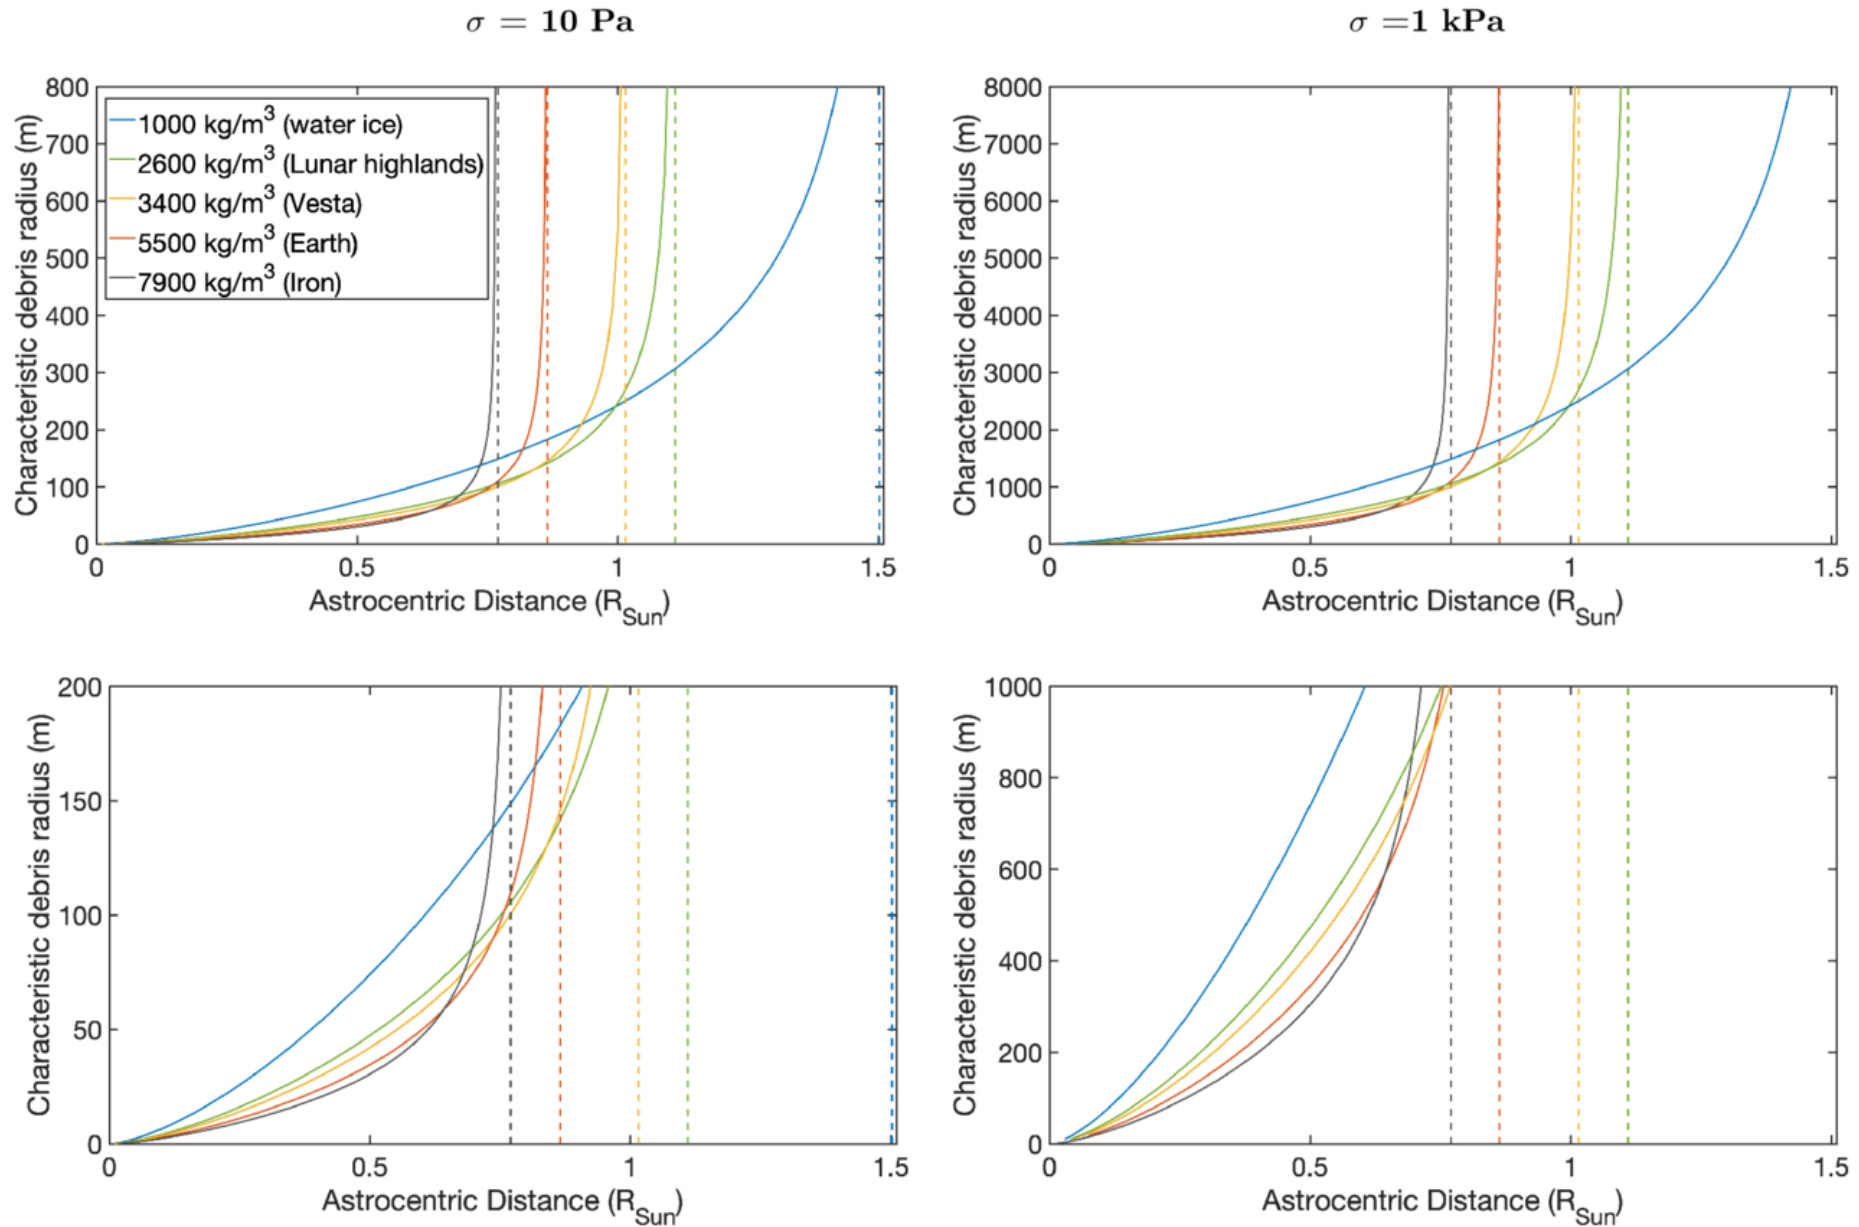 σ = 10 Pa
σ =1 kPa
800
700
600
500
400
300
200
100
0
Characteristic debris radius (m)
1000 kg/m³ (water ice)
2600 kg/m³ (Lunar highlands)
3400 kg/m³ (Vesta)
5500 kg/m³ (Earth)
7900 kg/m³ (Iron)
0 0.5 1 1.5
Astrocentric Distance (R_Sun)
8000
7000
6000
5000
4000
3000
2000
1000
0
Characteristic debris radius (m)
0 0.5 1 1.5
Astrocentric Distance (R_Sun)
200
150
100
50
0
Characteristic debris radius (m)
0 0.5 1 1.5
Astrocentric Distance (R_Sun)
1000
800
600
400
200
0
Characteristic debris radius (m)
0 0.5 1 1.5
Astrocentric Distance (R_Sun)